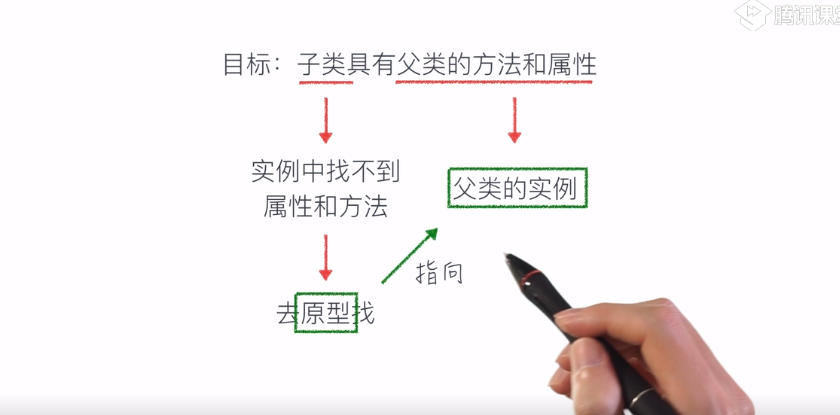 腾讯课堂
目标：子类具有父类的方法和属性
实例中找不到
属性和方法
父类的实例
指向
去原型找